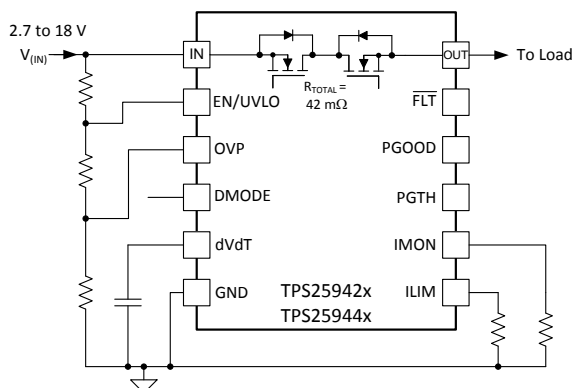 2.7 to 18 V
V(IN)
IN
OUT
To Load
EN/UVLO
RTOTAL =
42 mΩ
FLT
OVP
PGOOD
DMODE
PGTH
dVdT
IMON
GND
TPS25942x
ILIM
TPS25944x